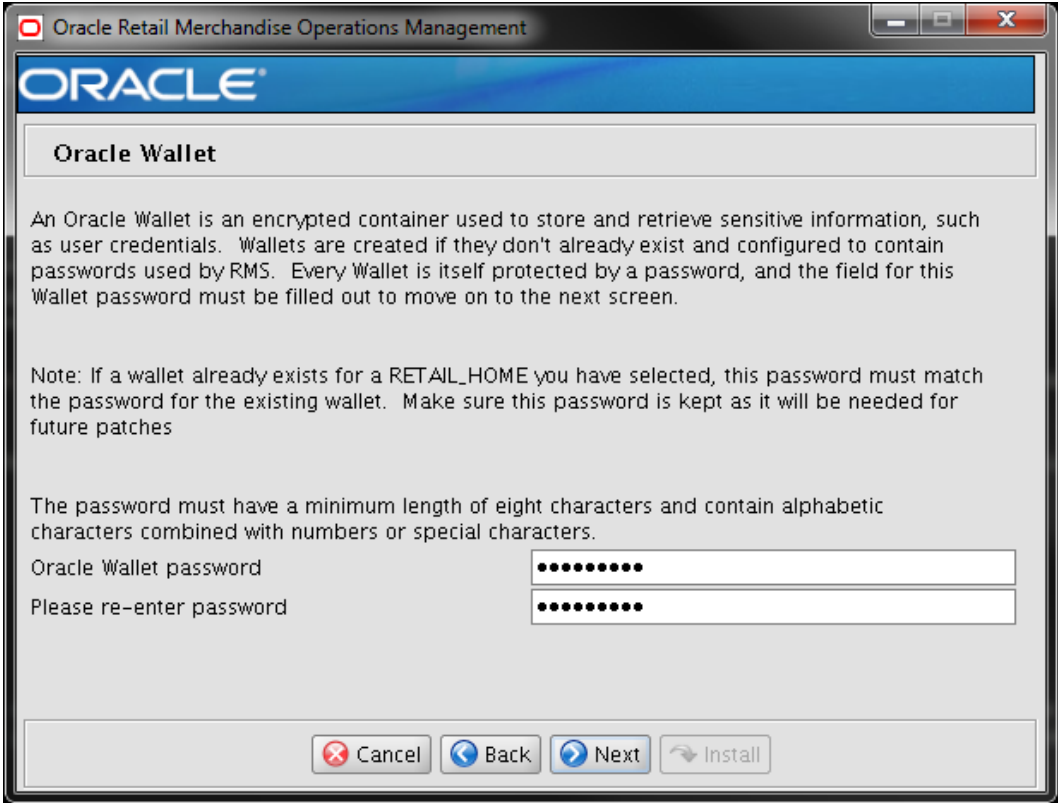 Oracle Retail Merchandise Operations Management
ORACLE
Oracle Wallet
An Oracle Wallet is an encrypted container used to store and retrieve sensitive information, such
as user credentials.  Wallets are created if they don't already exist and configured to contain
passwords used by RMS.  Every Wallet is itself protected by a password, and the field for this
Wallet password must be filled out to move on to the next screen.
Note: If a wallet already exists for a RETAIL_HOME you have selected, this password must match
the password for the existing wallet.  Make sure this password is kept as it will be needed for
future patches
The password must have a minimum length of eight characters and contain alphabetic
characters combined with numbers or special characters.
Oracle Wallet password •••••••••
Please re-enter password •••••••••
Cancel Back Next Install